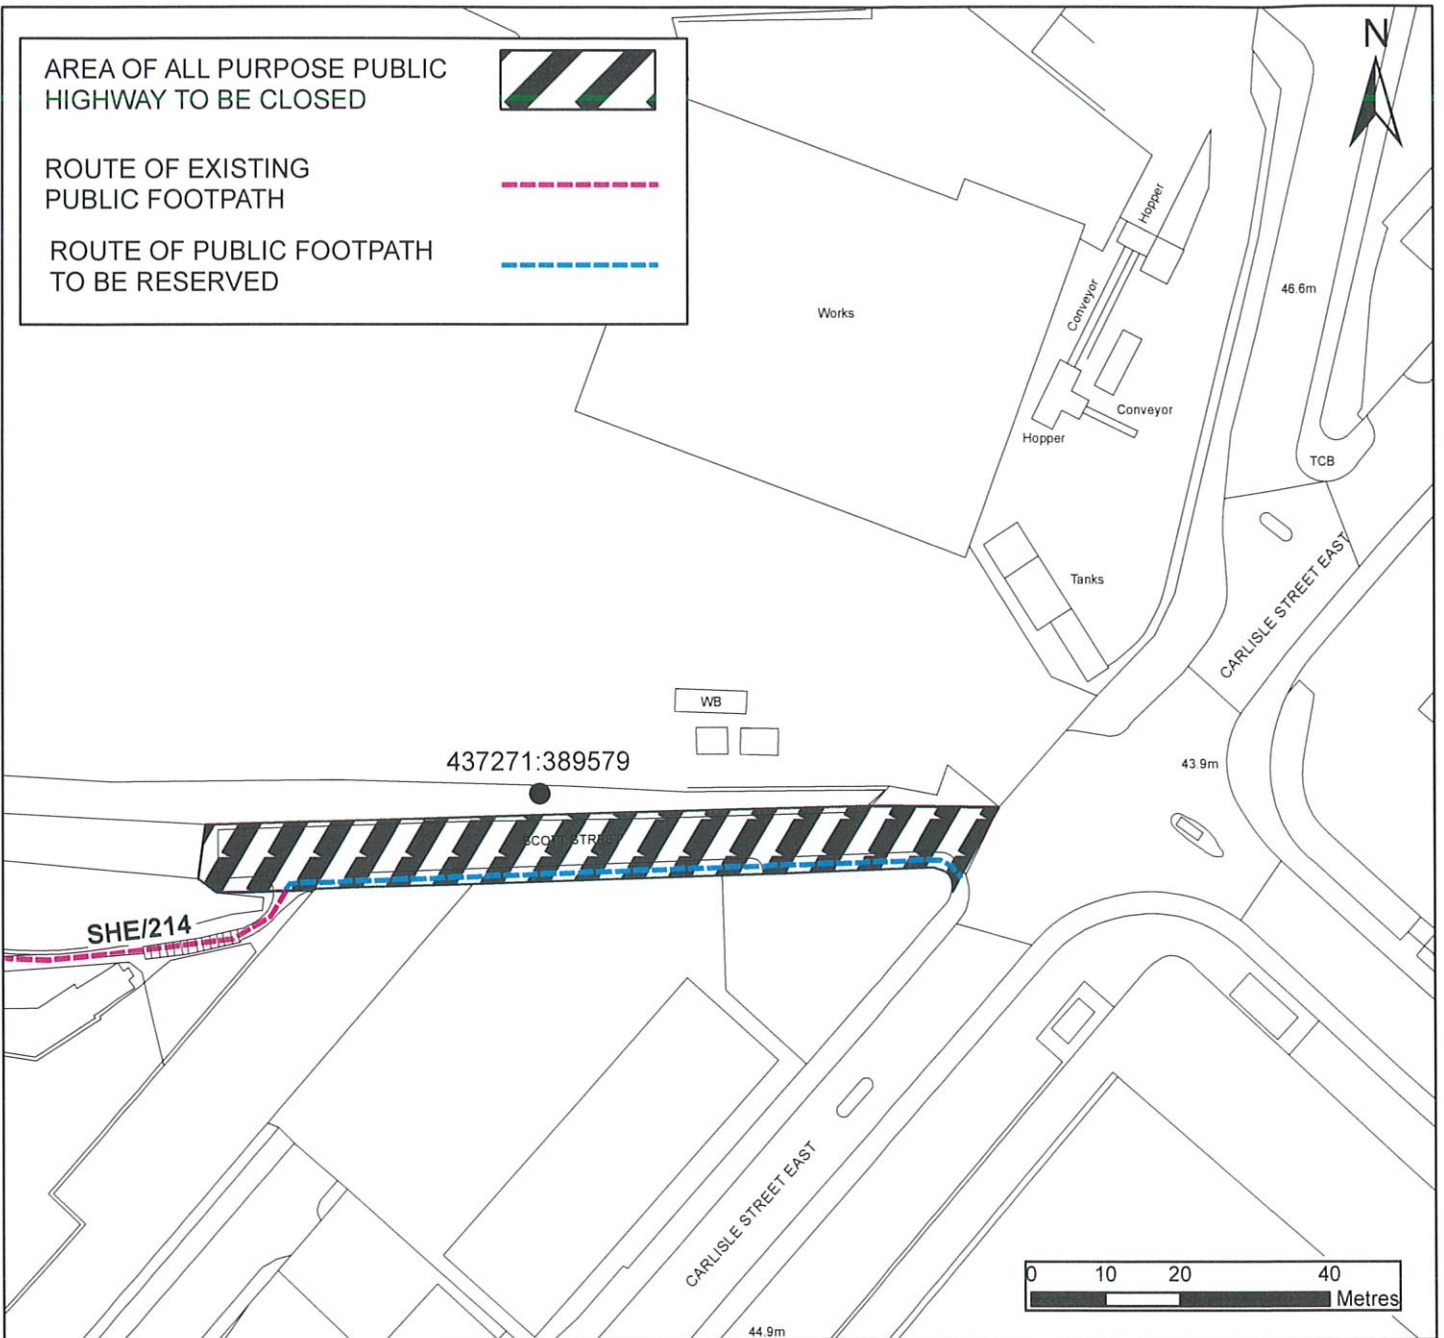 AREA OF ALL PURPOSE PUBLIC
HIGHWAY TO BE CLOSED
ROUTE OF EXISTING
PUBLIC FOOTPATH
ROUTE OF PUBLIC FOOTPATH
TO BE RESERVED
N
Hopper
Conveyor
46.6m
Works
Conveyor
Hopper
TCB
CARLISLE STREET EAST
Tanks
WB
437271:389579
43.9m
SCOTT STREET
SHE/214
CARLISLE STREET EAST
0 10 20 40
Metres
44.9m